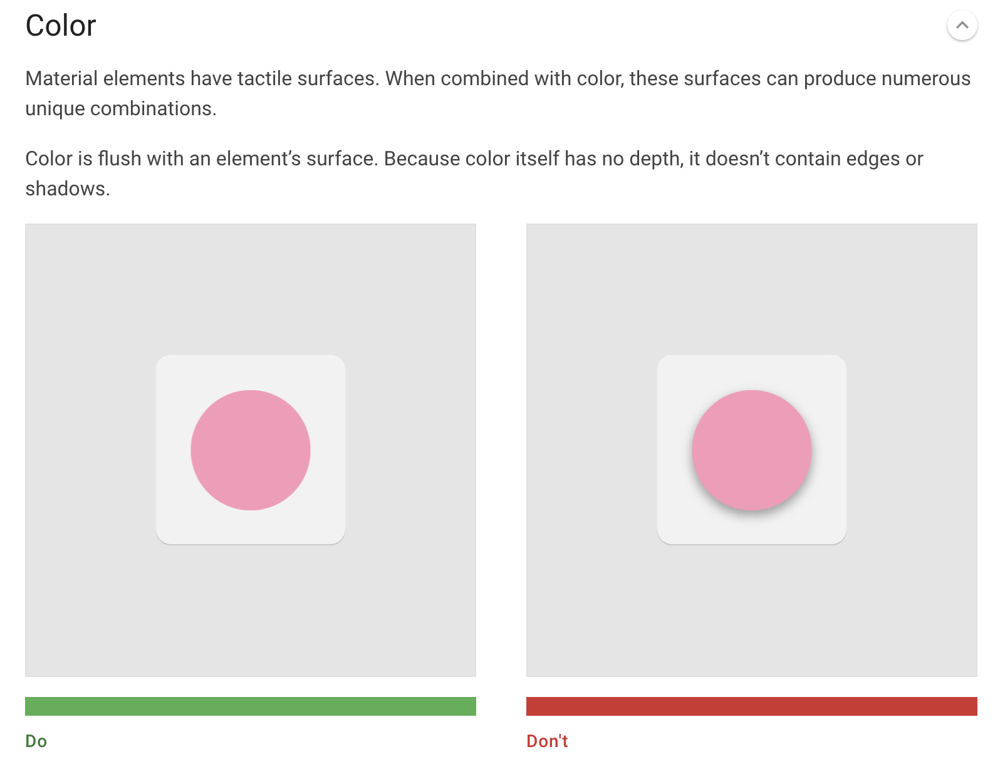 Color
Material elements have tactile surfaces. When combined with color, these surfaces can produce numerous
unique combinations.
Color is flush with an element’s surface. Because color itself has no depth, it doesn’t contain edges or
shadows.
Do
Don't